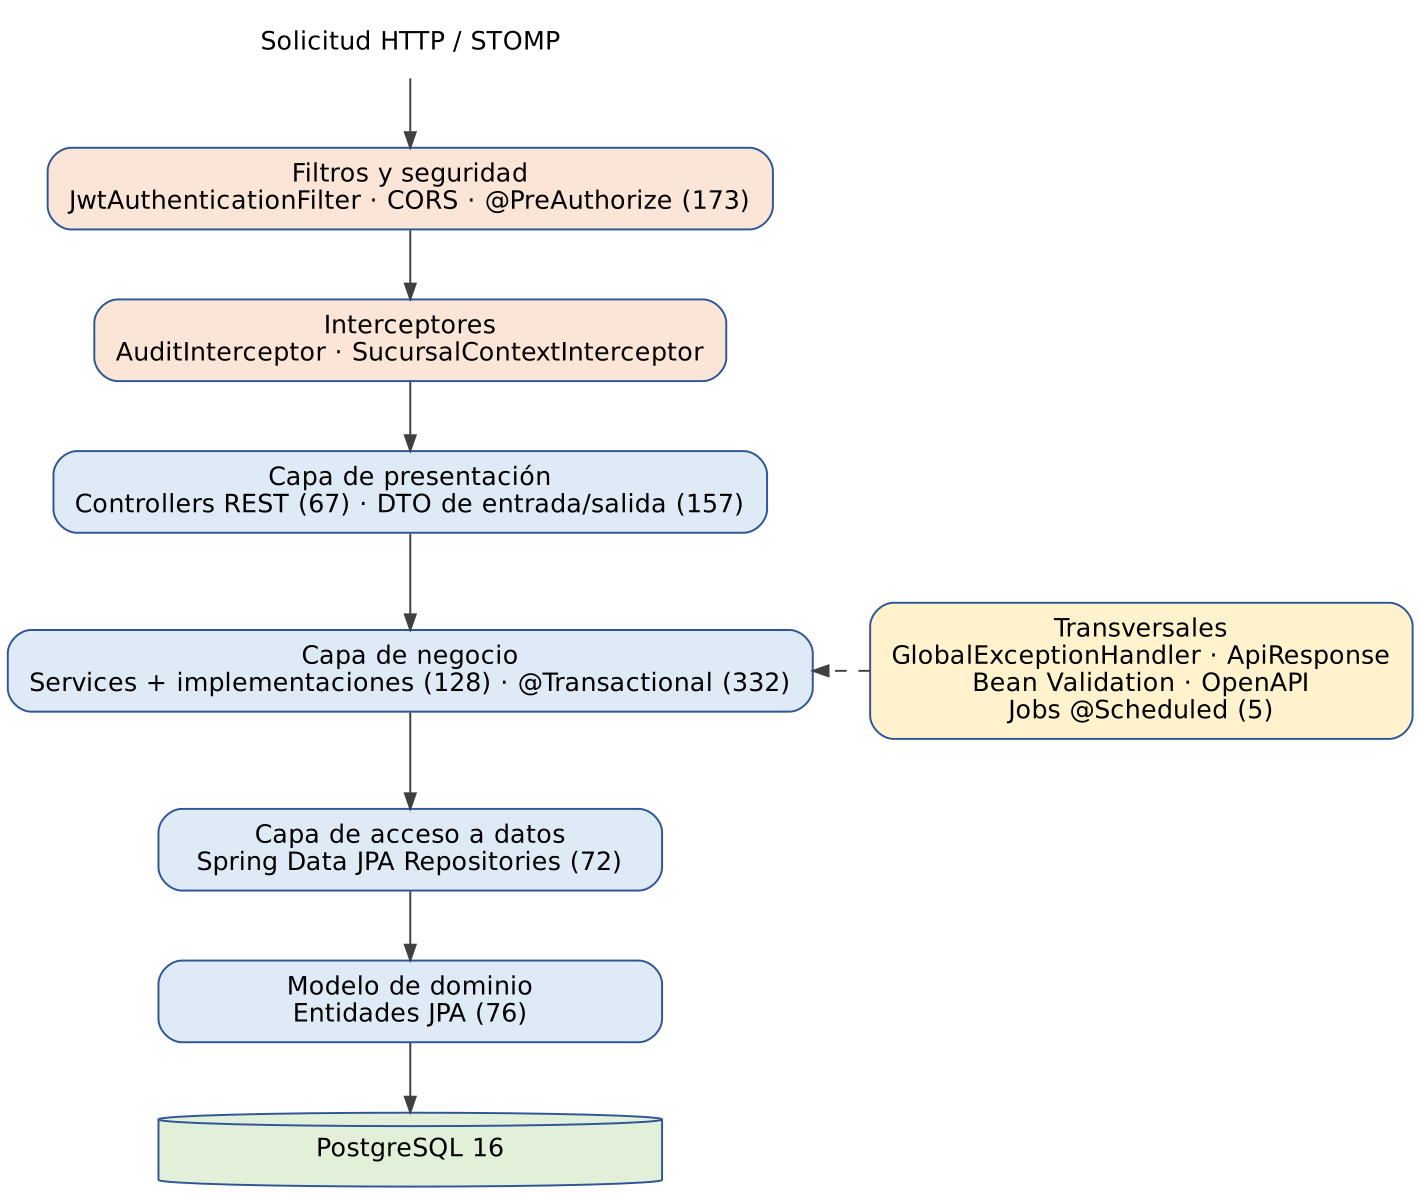 Solicitud HTTP / STOMP
Filtros y seguridad
JwtAuthenticationFilter · CORS · @PreAuthorize (173)
Interceptores
AuditInterceptor · SucursalContextInterceptor
Capa de presentación
Controllers REST (67) · DTO de entrada/salida (157)
Capa de negocio
Services + implementaciones (128) · @Transactional (332)
Transversales
GlobalExceptionHandler · ApiResponse
Bean Validation · OpenAPI
Jobs @Scheduled (5)
Capa de acceso a datos
Spring Data JPA Repositories (72)
Modelo de dominio
Entidades JPA (76)
PostgreSQL 16